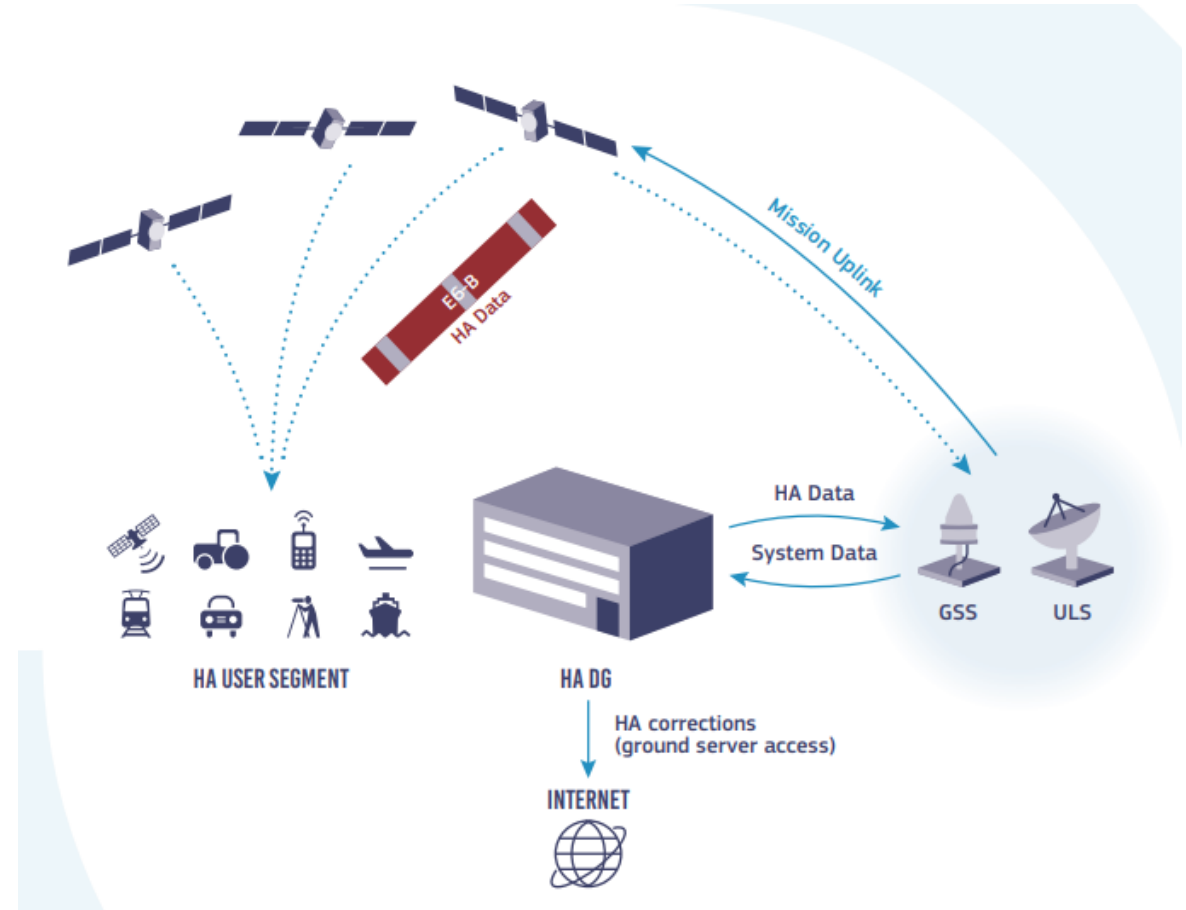 Mission Uplink
E6-B
HA Data
HA Data
System Data
GSS
ULS
HA USER SEGMENT
HA DG
HA corrections
(ground server access)
INTERNET